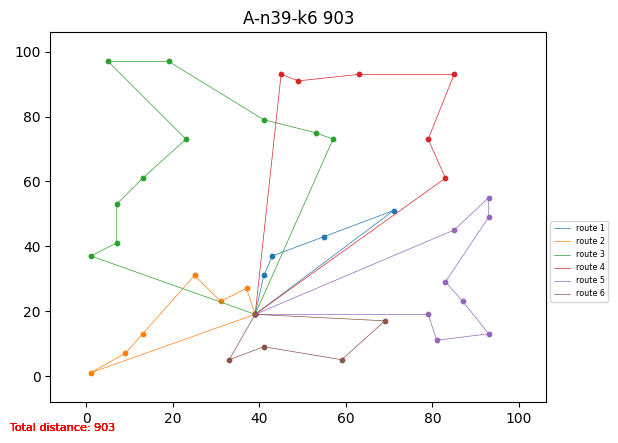 A-n39-k6 903
100
80
60
40
20
0
0 20 40 60 80 100
route 1
route 2
route 3
route 4
route 5
route 6
Total distance: 903